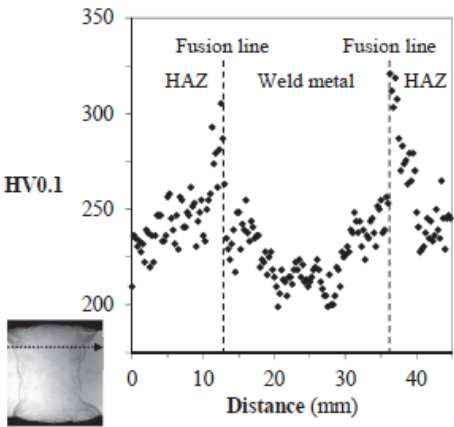 350
Fusion line Fusion line
HAZ Weld metal HAZ
300
HV0.1
250
200
0 10 20 30 40
Distance (mm)